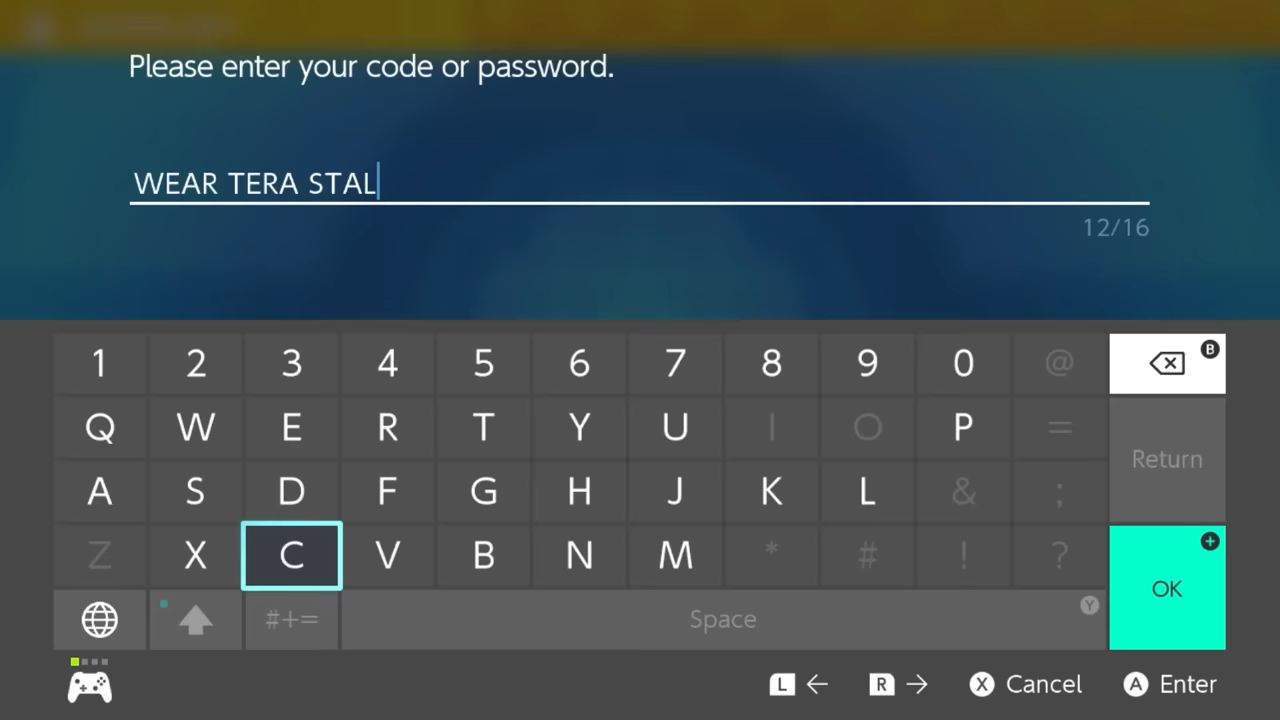 Please enter your code or password.
WEAR TERA STAL
12/16
1 2 3 4 5 6 7 8 9 0 @ B
Q W E R T Y U I O P = Return
A S D F G H J K L & ;
Z X C V B N M * # ! ? + OK
#+= Space Y
L ← R → X Cancel A Enter